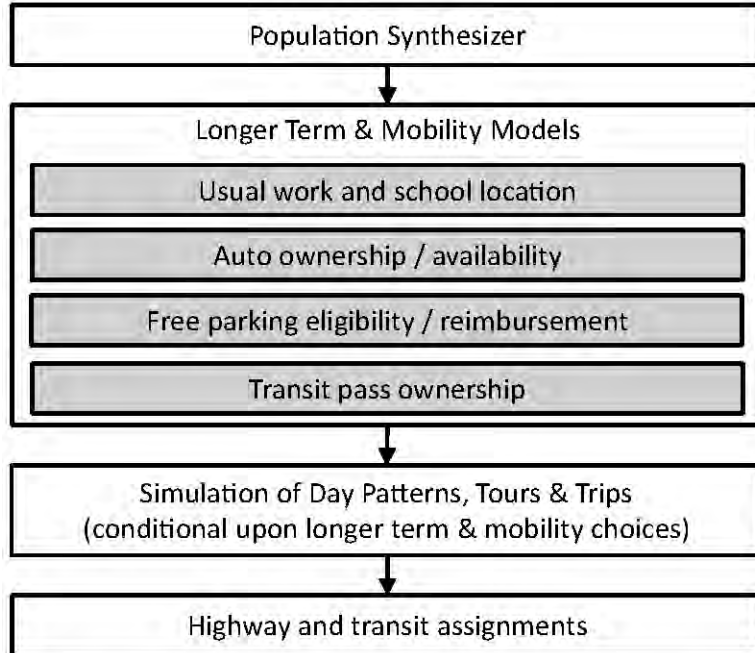 Population Synthesizer
Longer Term & Mobility Models
Usual work and school location
Auto ownership / availability
Free parking eligibility / reimbursement
Transit pass ownership
Simulation of Day Patterns, Tours & Trips
(conditional upon longer term & mobility choices)
Highway and transit assignments